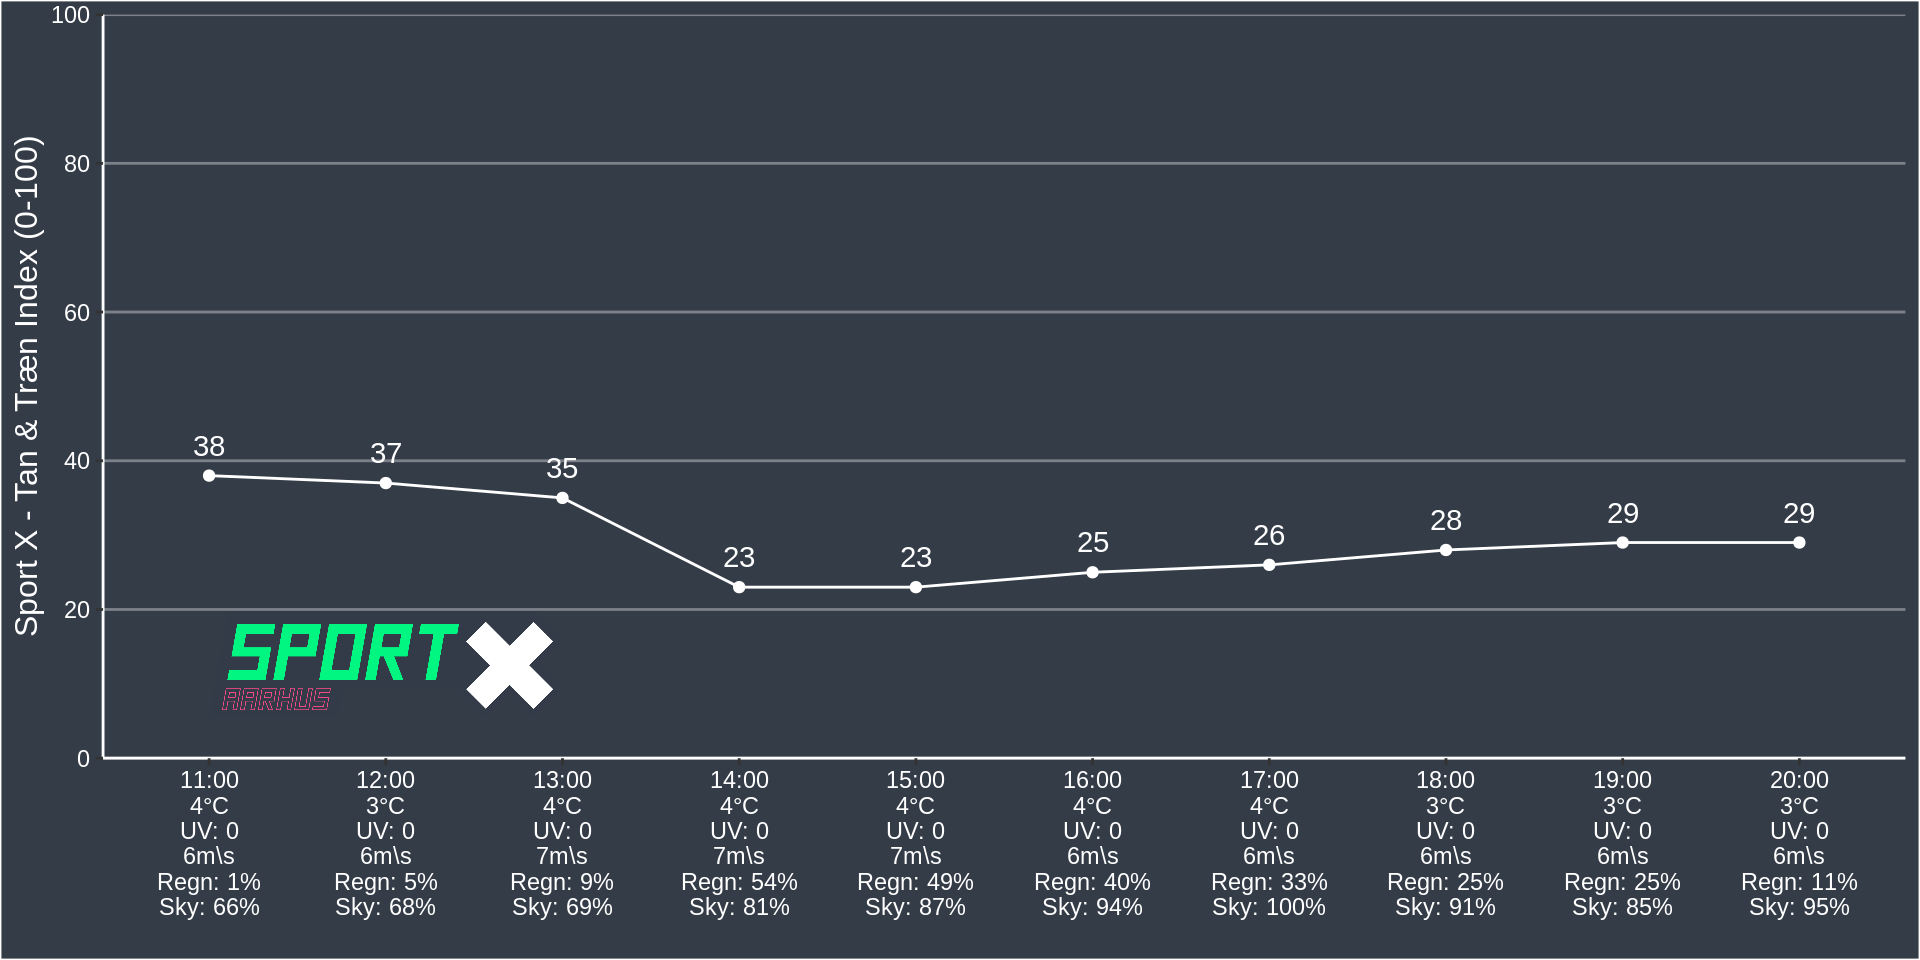 Sport X - Tan & Træn Index (0-100)
100
80
60
40
20
0
38
37
35
23
23
25
26
28
29
29
SPORT X
AARHUS
11:00
4°C
UV: 0
6m\s
Regn: 1%
Sky: 66%
12:00
3°C
UV: 0
6m\s
Regn: 5%
Sky: 68%
13:00
4°C
UV: 0
7m\s
Regn: 9%
Sky: 69%
14:00
4°C
UV: 0
7m\s
Regn: 54%
Sky: 81%
15:00
4°C
UV: 0
7m\s
Regn: 49%
Sky: 87%
16:00
4°C
UV: 0
6m\s
Regn: 40%
Sky: 94%
17:00
4°C
UV: 0
6m\s
Regn: 33%
Sky: 100%
18:00
3°C
UV: 0
6m\s
Regn: 25%
Sky: 91%
19:00
3°C
UV: 0
6m\s
Regn: 25%
Sky: 85%
20:00
3°C
UV: 0
6m\s
Regn: 11%
Sky: 95%